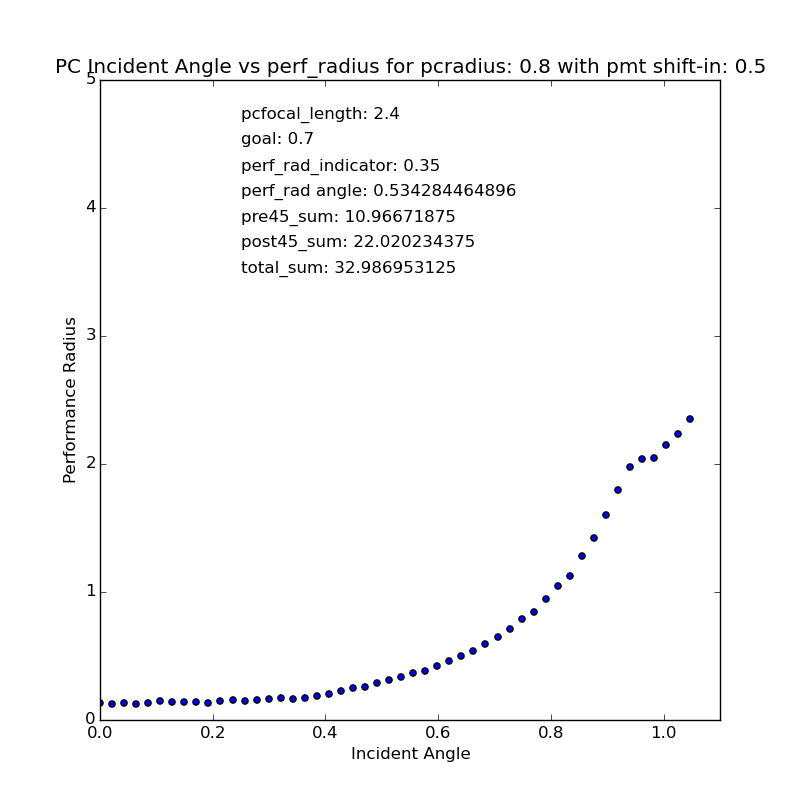 PC Incident Angle vs perf_radius for pcradius: 0.8 with pmt shift-in: 0.5
5
pcfocal_length: 2.4
goal: 0.7
perf_rad_indicator: 0.35
perf_rad angle: 0.534284464896
pre45_sum: 10.96671875
post45_sum: 22.020234375
total_sum: 32.986953125
4
3
2
1
0
Performance Radius
0.0 0.2 0.4 0.6 0.8 1.0
Incident Angle